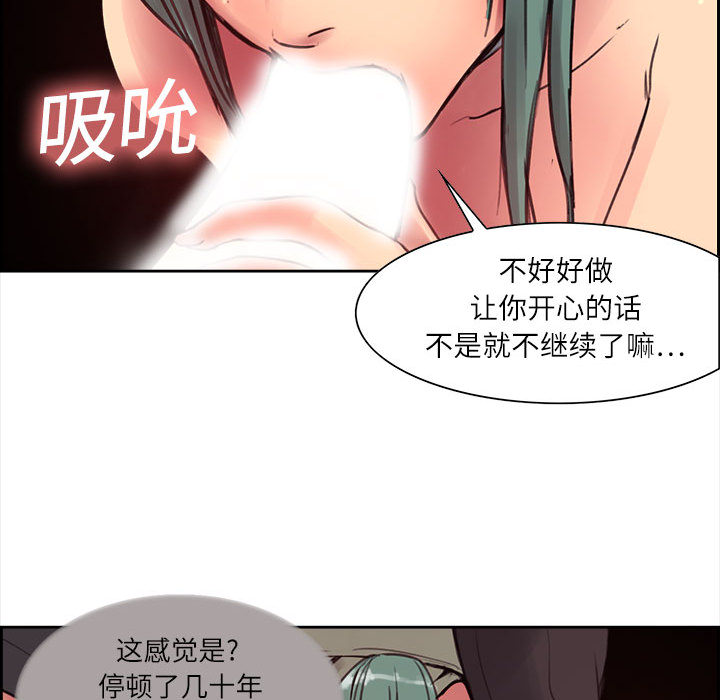 吸吮
不好好做
让你开心的话
不是就不继续了嘛...
这感觉是?
停顿了几十年